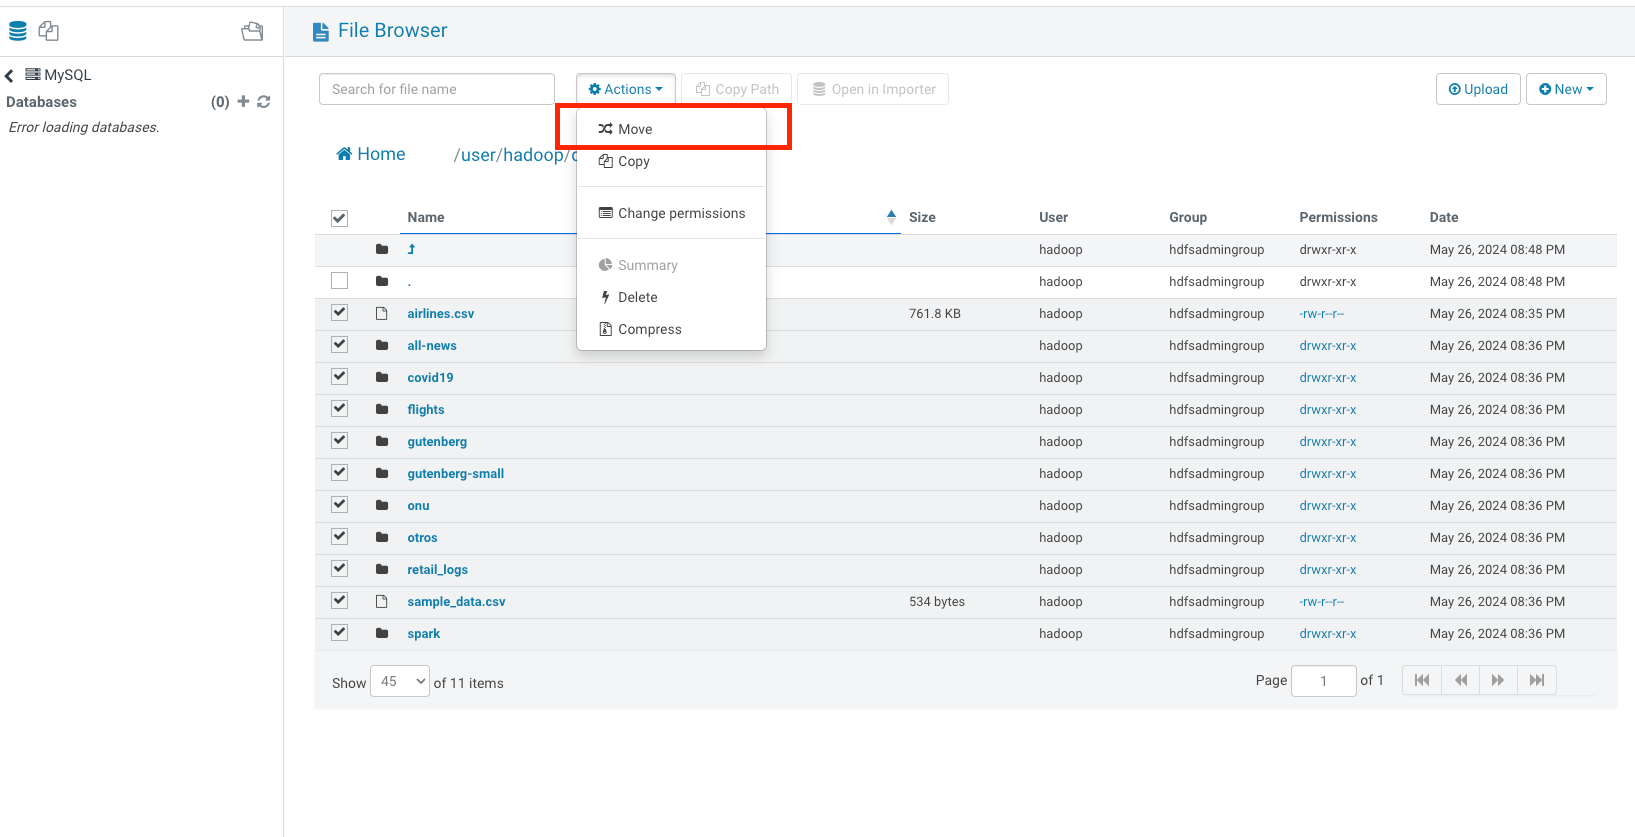 File Browser
MySQL
Databases (0)
Error loading databases.
Search for file name Actions Copy Path Open in Importer Upload New
Move
Copy
Change permissions
Summary
Delete
Compress
Home /user/hadoop/
Name Size User Group Permissions Date
hadoop hdfsadmingroup drwxr-xr-x May 26, 2024 08:48 PM
. hadoop hdfsadmingroup drwxr-xr-x May 26, 2024 08:48 PM
airlines.csv 761.8 KB hadoop hdfsadmingroup -rw-r--r-- May 26, 2024 08:35 PM
all-news hadoop hdfsadmingroup drwxr-xr-x May 26, 2024 08:36 PM
covid19 hadoop hdfsadmingroup drwxr-xr-x May 26, 2024 08:36 PM
flights hadoop hdfsadmingroup drwxr-xr-x May 26, 2024 08:36 PM
gutenberg hadoop hdfsadmingroup drwxr-xr-x May 26, 2024 08:36 PM
gutenberg-small hadoop hdfsadmingroup drwxr-xr-x May 26, 2024 08:36 PM
onu hadoop hdfsadmingroup drwxr-xr-x May 26, 2024 08:36 PM
otros hadoop hdfsadmingroup drwxr-xr-x May 26, 2024 08:36 PM
retail_logs hadoop hdfsadmingroup drwxr-xr-x May 26, 2024 08:36 PM
sample_data.csv 534 bytes hadoop hdfsadmingroup -rw-r--r-- May 26, 2024 08:36 PM
spark hadoop hdfsadmingroup drwxr-xr-x May 26, 2024 08:36 PM
Show 45 of 11 items Page 1 of 1